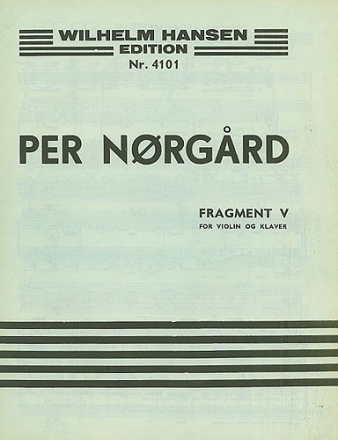 WILHELM HANSEN
EDITION
Nr. 4101
PER NØRGÅRD
FRAGMENT V
FOR VIOLIN OG KLAVER